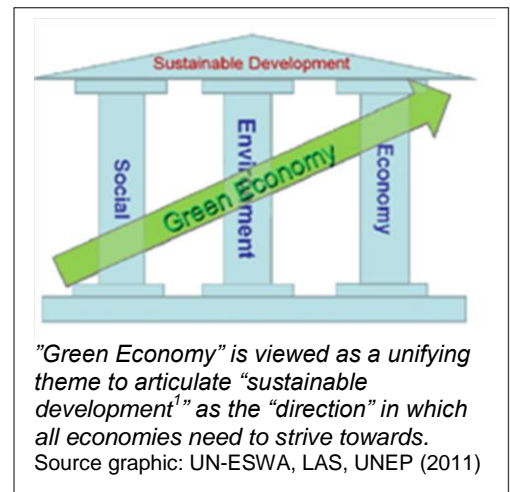 Sustainable Development
Social
Environment
Economy
Green Economy
”Green Economy” is viewed as a unifying
theme to articulate “sustainable
development¹” as the “direction” in which
all economies need to strive towards.
Source graphic: UN-ESWA, LAS, UNEP (2011)